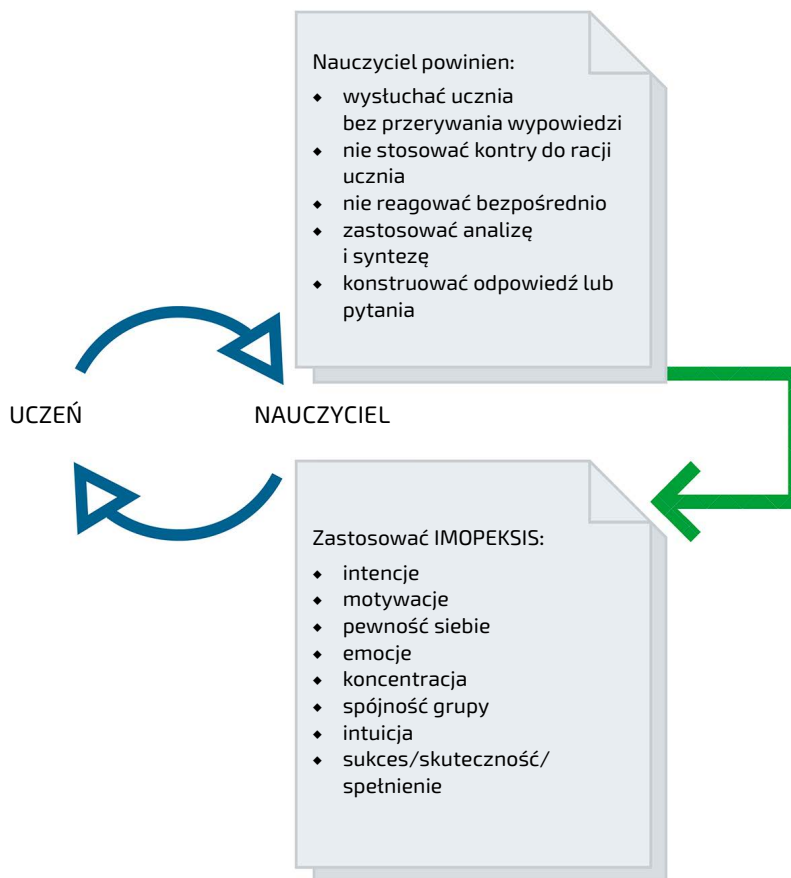 Nauczyciel powinien:
◆ wysłuchać ucznia
bez przerywania wypowiedzi
◆ nie stosować kontry do racji
ucznia
◆ nie reagować bezpośrednio
◆ zastosować analizę
i syntezę
◆ konstruować odpowiedź lub
pytania
UCZEŃ
NAUCZYCIEL
Zastosować IMOPEKSIS:
◆ intencje
◆ motywacje
◆ pewność siebie
◆ emocje
◆ koncentracja
◆ spójność grupy
◆ intuicja
◆ sukces/skuteczność/
spełnienie